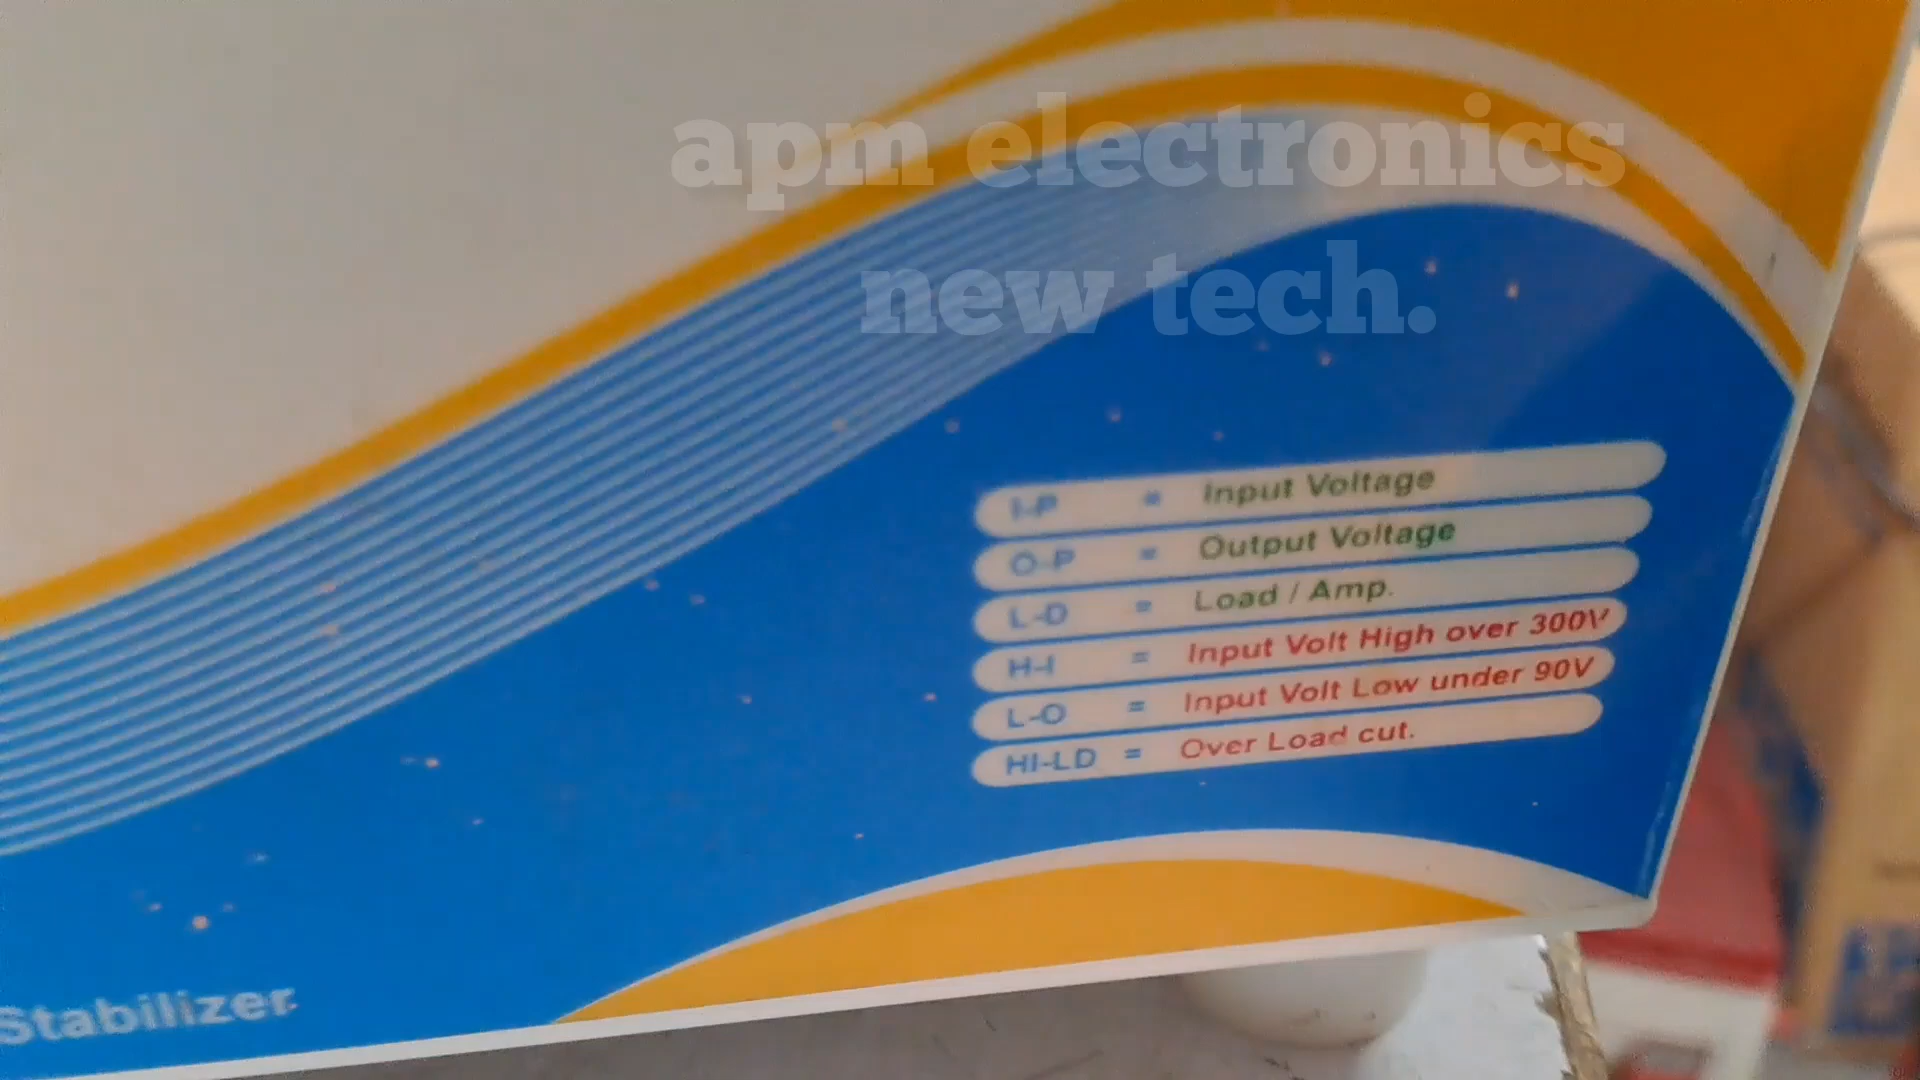 apm electronics
new tech.
I-P = Input Voltage
O-P = Output Voltage
L-D = Load / Amp.
H-I = Input Volt High over 300V
L-O = Input Volt Low under 90V
HI-LD = Over Load cut.
Stabilizer